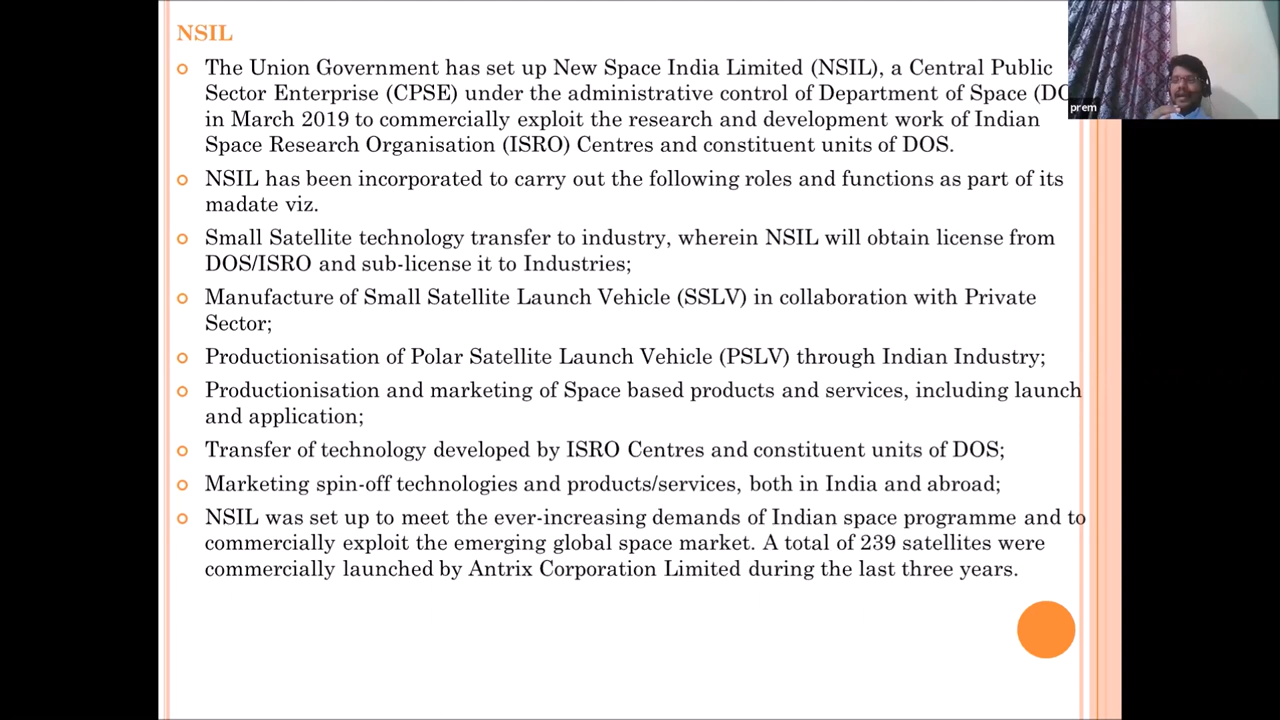 NSIL
The Union Government has set up New Space India Limited (NSIL), a Central Public
Sector Enterprise (CPSE) under the administrative control of Department of Space (DO
in March 2019 to commercially exploit the research and development work of Indian
Space Research Organisation (ISRO) Centres and constituent units of DOS.
NSIL has been incorporated to carry out the following roles and functions as part of its
madate viz.
Small Satellite technology transfer to industry, wherein NSIL will obtain license from
DOS/ISRO and sub-license it to Industries;
Manufacture of Small Satellite Launch Vehicle (SSLV) in collaboration with Private
Sector;
Productionisation of Polar Satellite Launch Vehicle (PSLV) through Indian Industry;
Productionisation and marketing of Space based products and services, including launch
and application;
Transfer of technology developed by ISRO Centres and constituent units of DOS;
Marketing spin-off technologies and products/services, both in India and abroad;
NSIL was set up to meet the ever-increasing demands of Indian space programme and to
commercially exploit the emerging global space market. A total of 239 satellites were
commercially launched by Antrix Corporation Limited during the last three years.
prem